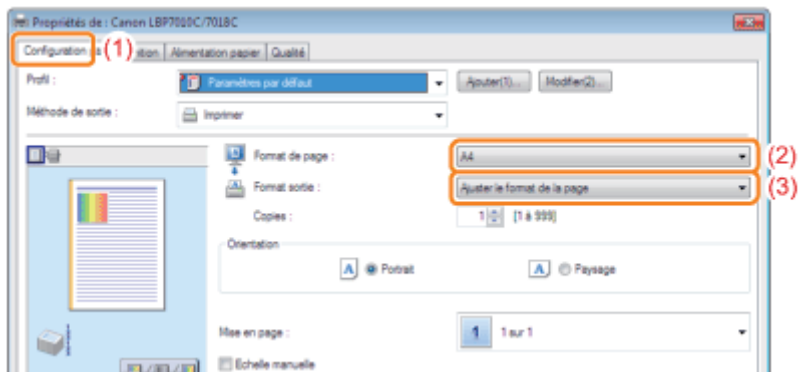 Propriétés de : Canon LBP7010C/7018C
Configuration (1) Alimentation papier Qualité
Profil : Paramètres par défaut Ajouter(1)... Modifier(2)...
Méthode de sortie : Imprimer
Format de page : A4 (2)
Format sortie : Ajuster le format de la page (3)
Copies : 1 [1 à 999]
Orientation
A Portrait A Paysage
Mise en page : 1 1 sur 1
Echelle manuelle